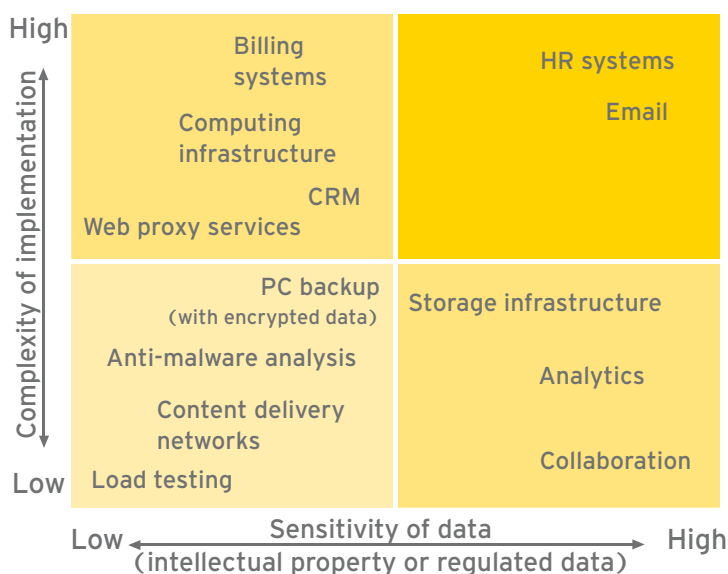 High
Complexity of implementation
Low
Billing
systems
Computing
infrastructure
CRM
Web proxy services
HR systems
Email
PC backup
(with encrypted data)
Anti-malware analysis
Content delivery
networks
Load testing
Storage infrastructure
Analytics
Collaboration
Low
Sensitivity of data
(intellectual property or regulated data)
High